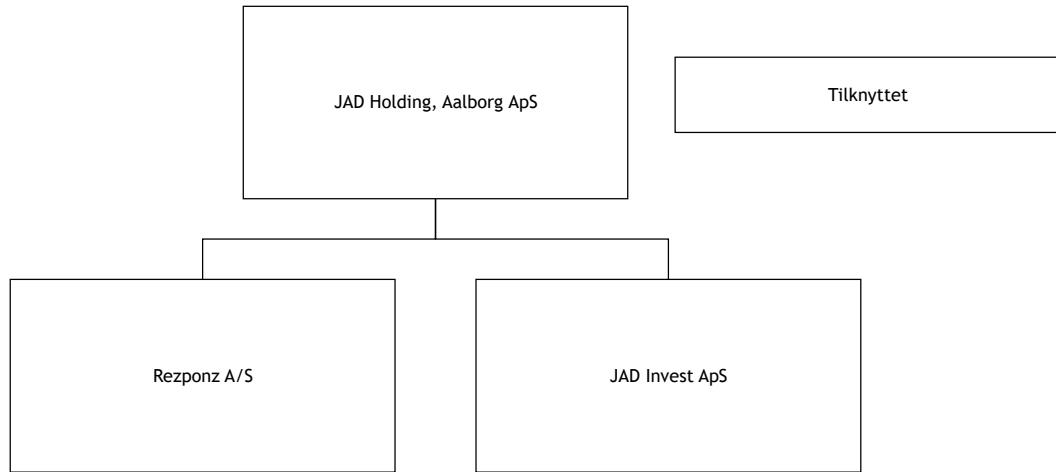 JAD Holding, Aalborg ApS
Tilknyttet
Rezponz A/S
JAD Invest ApS